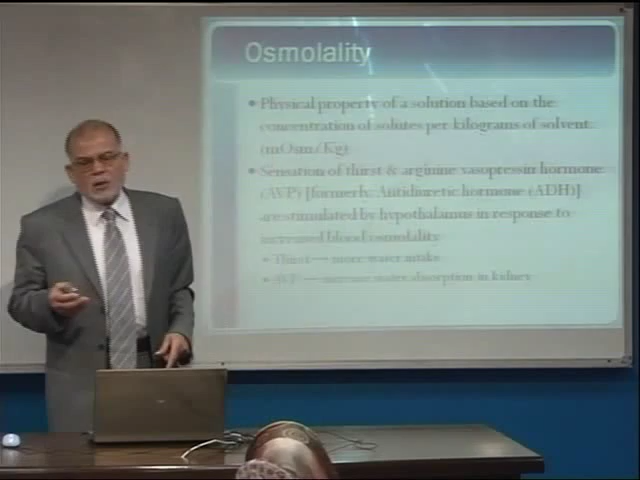 Osmolality
• Physical property of a solution based on the
concentration of solutes per kilograms of solvent.
(mOsm/Kg)
• Sensation of thirst & arginine vasopressin hormone
(AVP) [formerly: Antidiuretic hormone (ADH)]
are stimulated by hypothalamus in response to
increased blood osmolality
• Thirst — more water intake
• AVP — increase water absorption in kidney